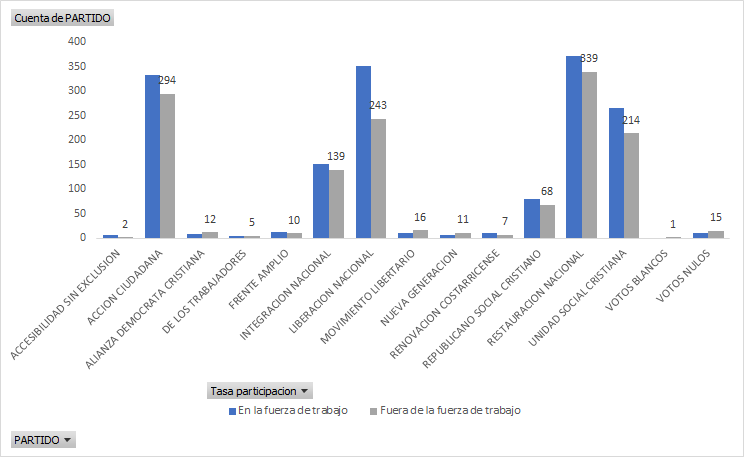 Cuenta de PARTIDO
400
350
300
250
200
150
100
50
0
2
294
12
5
10
139
243
16
11
7
68
339
214
1
15
ACCESIBILIDAD SIN EXCLUSION
ACCION CIUDADANA
ALIANZA DEMOCRATA CRISTIANA
DE LOS TRABAJADORES
FRENTE AMPLIO
INTEGRACION NACIONAL
LIBERACION NACIONAL
MOVIMIENTO LIBERTARIO
NUEVA GENERACION
RENOVACION COSTARRICENSE
REPUBLICANO SOCIAL CRISTIANO
RESTAURACION NACIONAL
UNIDAD SOCIAL CRISTIANA
VOTOS BLANCOS
VOTOS NULOS
Tasa participacion
En la fuerza de trabajo Fuera de la fuerza de trabajo
PARTIDO